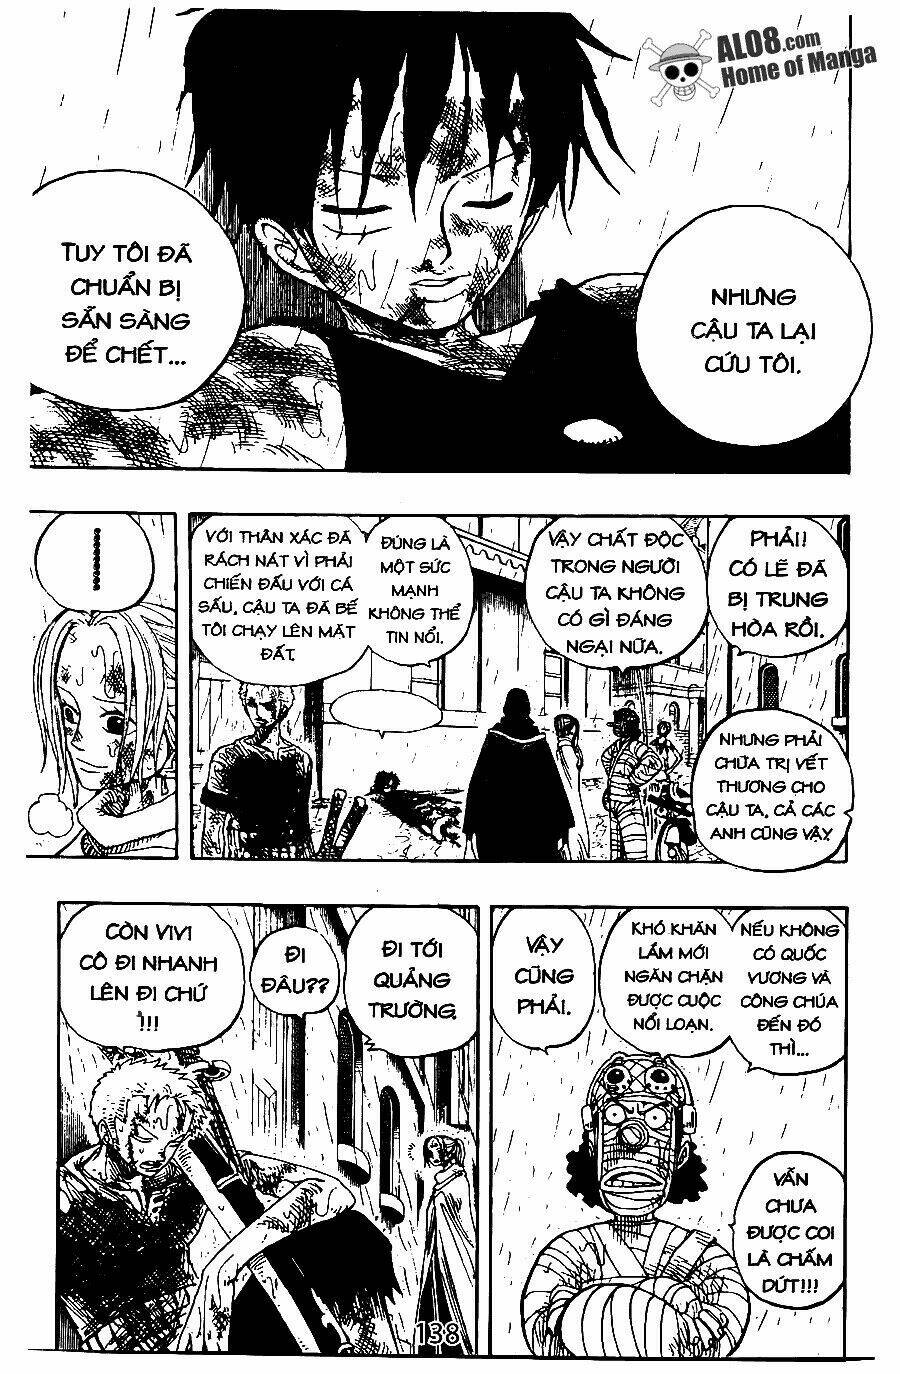 AL08.com
Home of Manga
NHƯNG
CẬU TA LẠI
CỨU TÔI.
TUY TÔI ĐÃ
CHUẨN BỊ
SẴN SÀNG
ĐỂ CHẾT...
PHẢI!
CÓ LẼ ĐÃ
BỊ TRUNG
HÒA RỒI.
NHƯNG PHẢI
CHỮA TRỊ VẾT
THƯƠNG CHO
CẬU TA, CẢ CÁC
ANH CŨNG VẬY
VẬY CHẤT ĐỘC
TRONG NGƯỜI
CẬU TA KHÔNG
CÓ GÌ ĐÁNG
NGẠI NỮA.
ĐÚNG LÀ
MỘT SỨC
MẠNH
KHÔNG THỂ
TIN NỔI.
VỚI THÂN XÁC ĐÃ
RÁCH NÁT VÌ PHẢI
CHIẾN ĐẤU VỚI CÁ
SẤU, CẬU TA ĐÃ BẾ
TÔI CHẠY LÊN MẶT
ĐẤT.
NẾU KHÔNG
CÓ QUỐC
VƯƠNG VÀ
CÔNG CHÚA
ĐẾN ĐÓ
THÌ...
KHÓ KHĂN
LẮM MỚI
NGĂN CHẶN
ĐƯỢC CUỘC
NỔI LOẠN.
VẪN
CHƯA
ĐƯỢC COI
LÀ CHẤM
DỨT!!!
VẬY
CŨNG
PHẢI.
ĐI TỚI
QUẢNG
TRƯỜNG.
ĐI
ĐÂU??
CÒN VIVI
CÔ ĐI NHANH
LÊN ĐI CHỨ
!!!
138